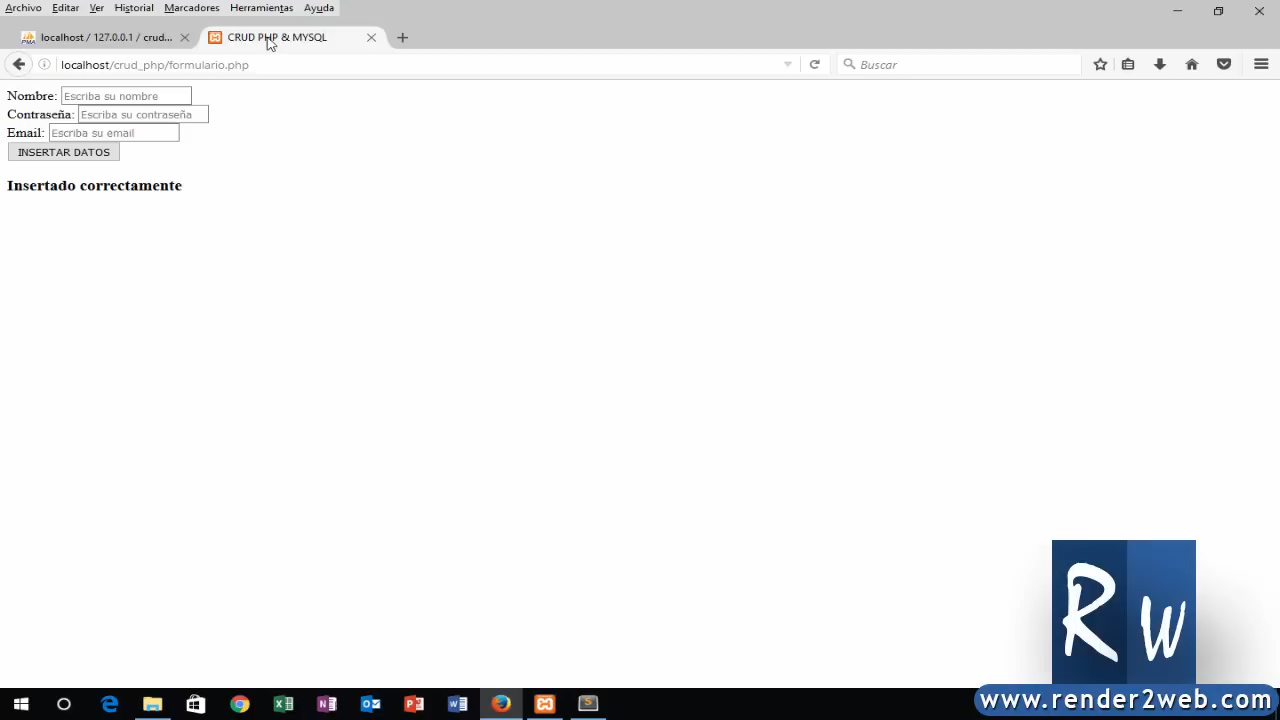 Archivo Editar Ver Historial Marcadores Herramientas Ayuda
PMA localhost / 127.0.0.1 / crud... CRUD PHP & MYSQL
localhost/crud_php/formulario.php Buscar
Nombre: Escriba su nombre
Contraseña: Escriba su contraseña
Email: Escriba su email
INSERTAR DATOS
Insertado correctamente
RW
www.render2web.com